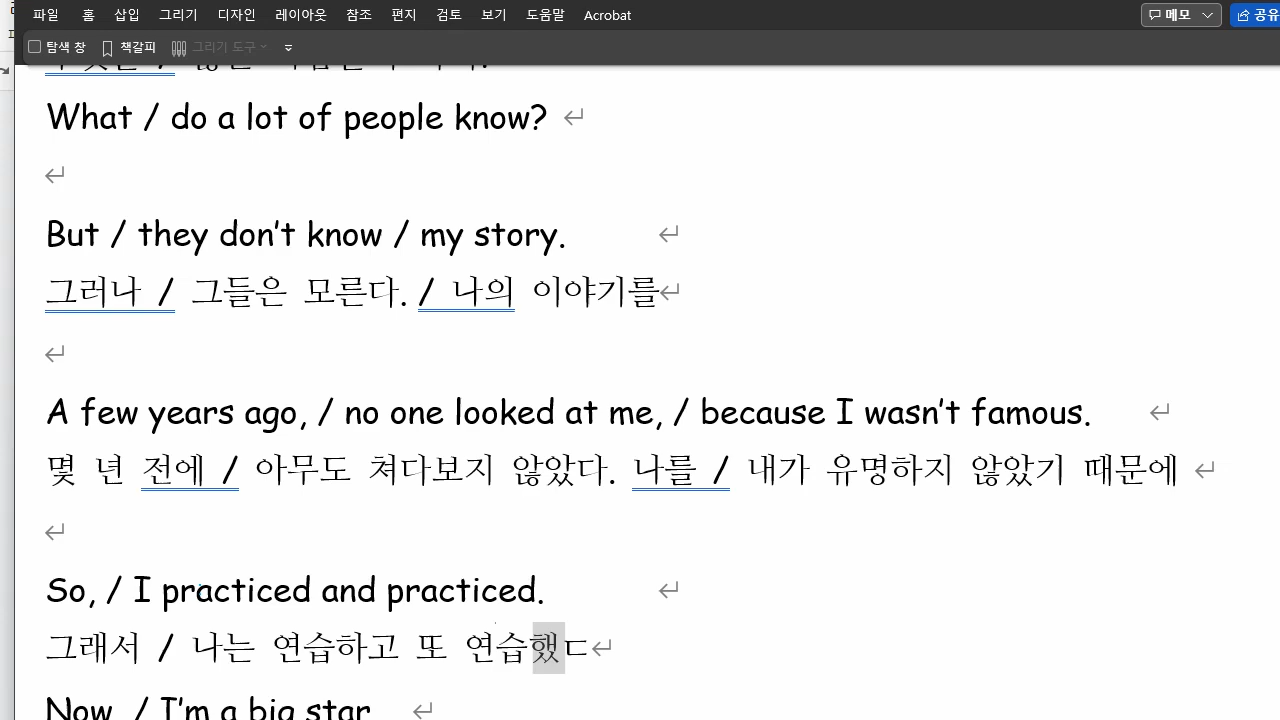 파일 홈 삽입 그리기 디자인 레이아웃 참조 편지 검토 보기 도움말 Acrobat 메모 공유
탐색 창 책갈피 그리기 도구
What / do a lot of people know?
But / they don't know / my story.
그러나 / 그들은 모른다. / 나의 이야기를
A few years ago, / no one looked at me, / because I wasn't famous.
몇 년 전에 / 아무도 쳐다보지 않았다. 나를 / 내가 유명하지 않았기 때문에
So, / I practiced and practiced.
그래서 / 나는 연습하고 또 연습했ㄷ
Now / I'm a big star